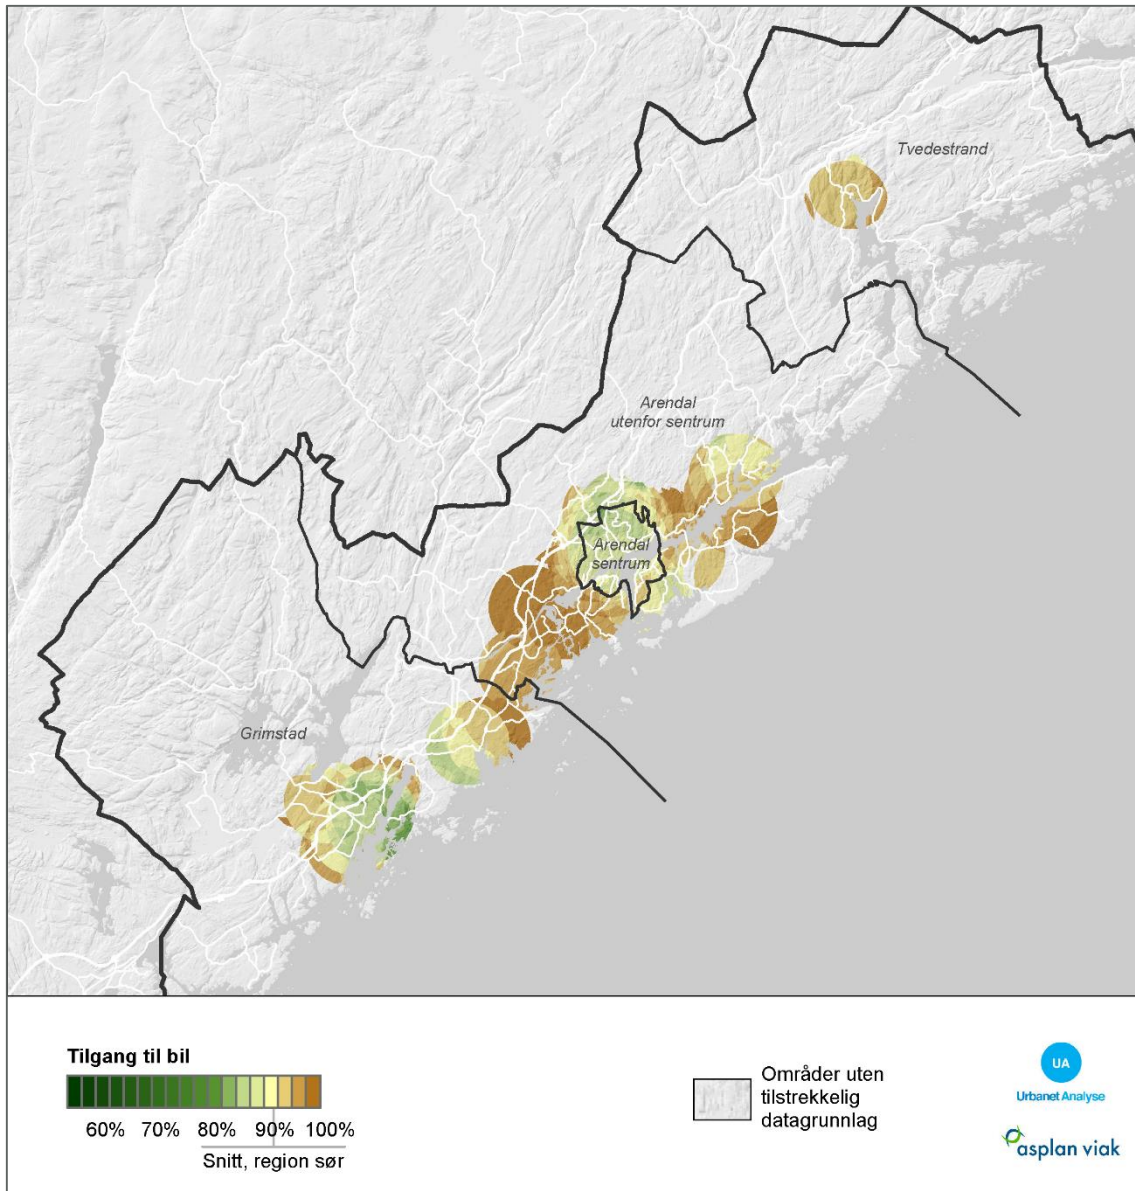 Tvedestrand
Arendal
utenfor sentrum
Arendal
sentrum
Grimstad
Tilgang til bil
60% 70% 80% 90% 100%
Snitt, region sør
Områder uten
tilstrekkelig
datagrunnlag
UA
Urbanet Analyse
asplan viak